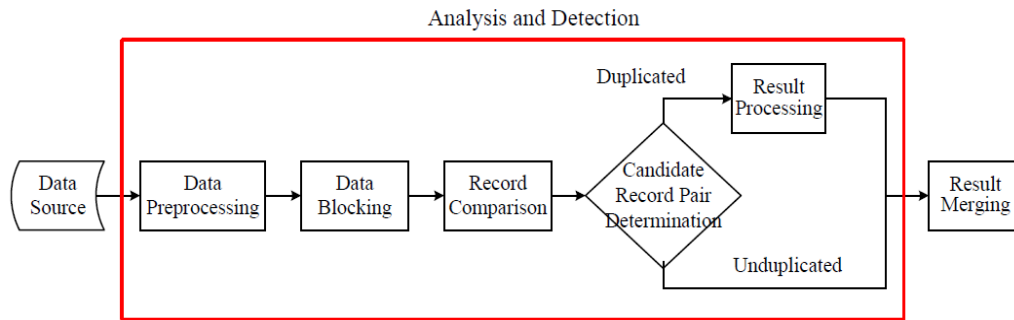 Analysis and Detection
Duplicated
Result
Processing
Data
Source
Data
Preprocessing
Data
Blocking
Record
Comparison
Candidate
Record Pair
Determination
Result
Merging
Unduplicated